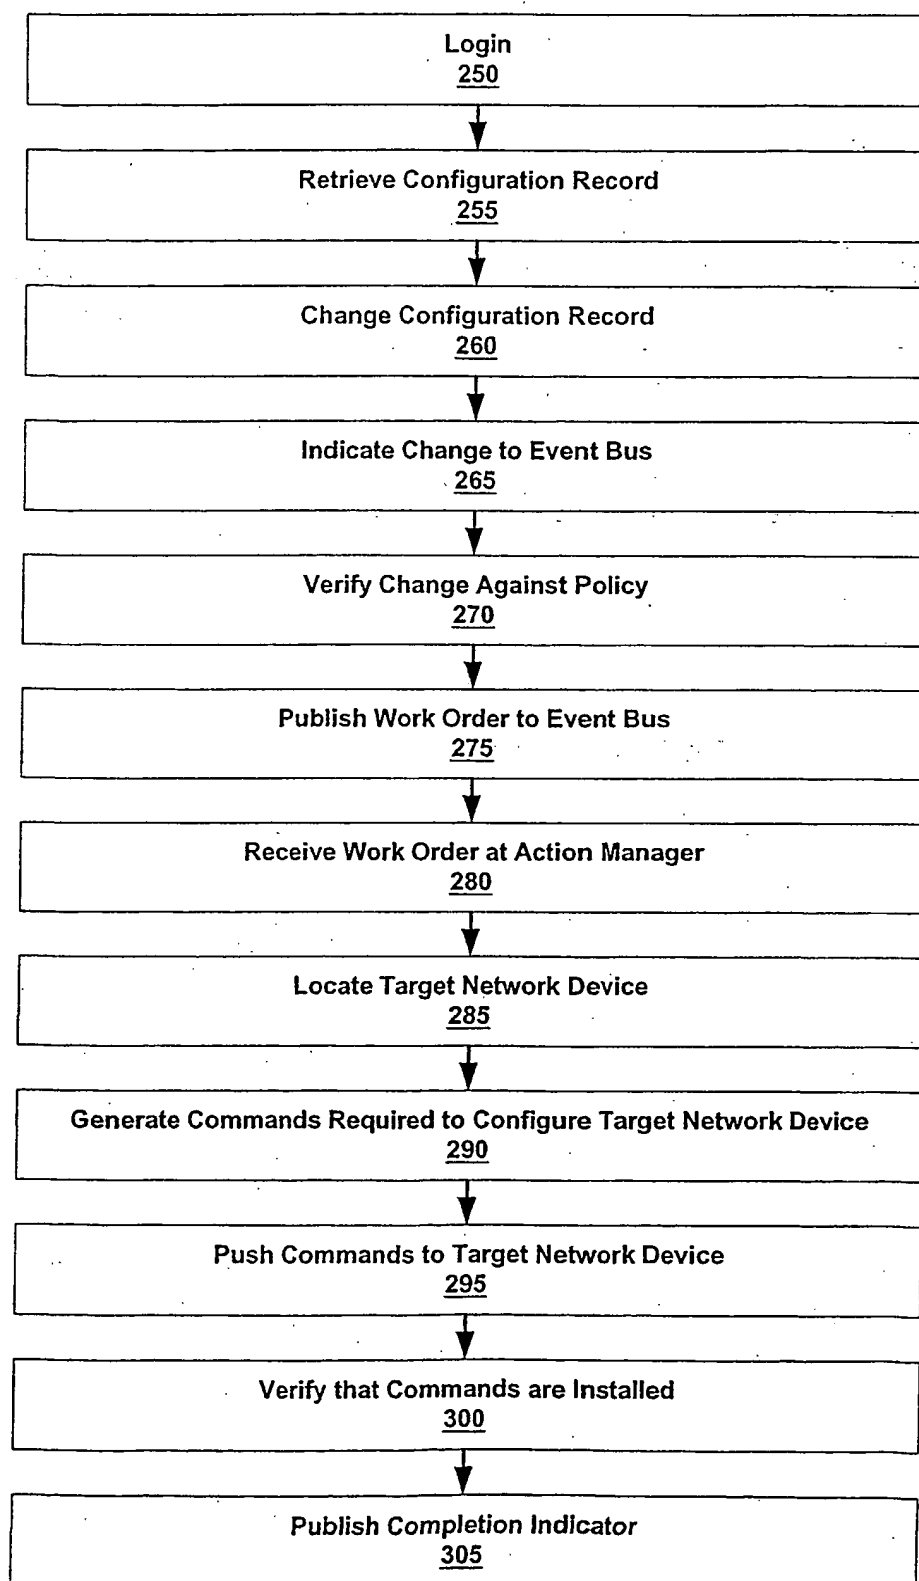 Login
250
Retrieve Configuration Record
255
Change Configuration Record
260
Indicate Change to Event Bus
265
Verify Change Against Policy
270
Publish Work Order to Event Bus
275
Receive Work Order at Action Manager
280
Locate Target Network Device
285
Generate Commands Required to Configure Target Network Device
290
Push Commands to Target Network Device
295
Verify that Commands are Installed
300
Publish Completion Indicator
305